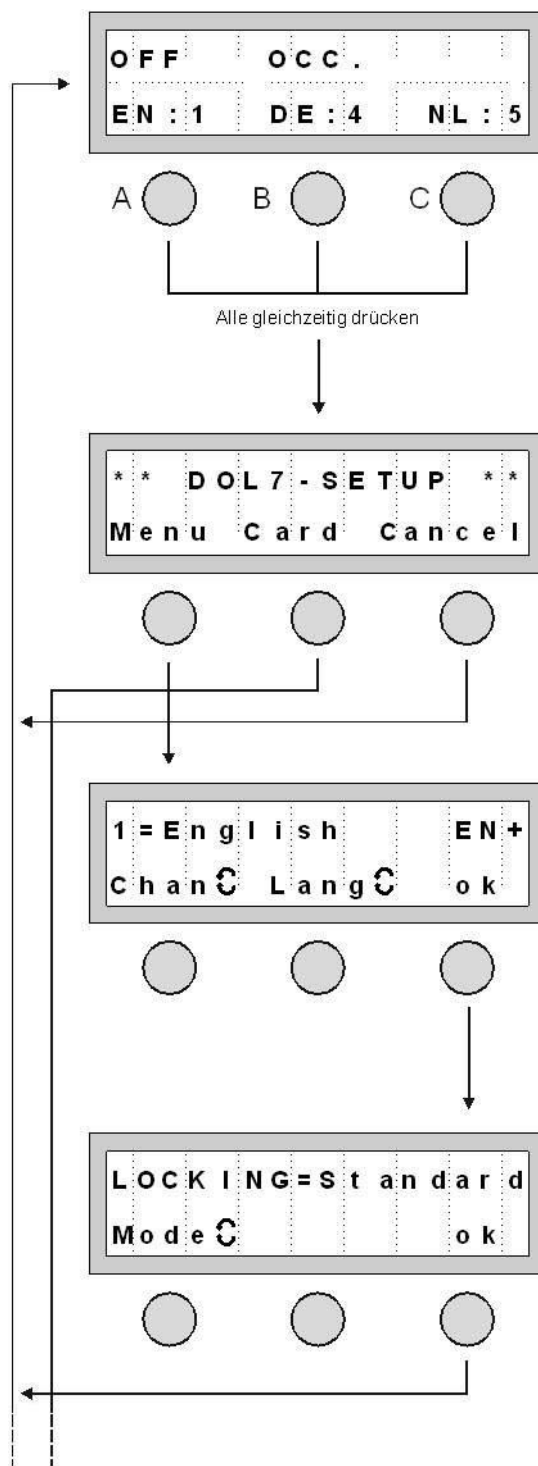 OFF OCC.
EN:1 DE:4 NL:5
A B C
Alle gleichzeitig drücken
** DOL7-SETUP **
Menu Card Cancel
1=English EN+
Chan Lang ok
LOCKING=Standard
Mode ok